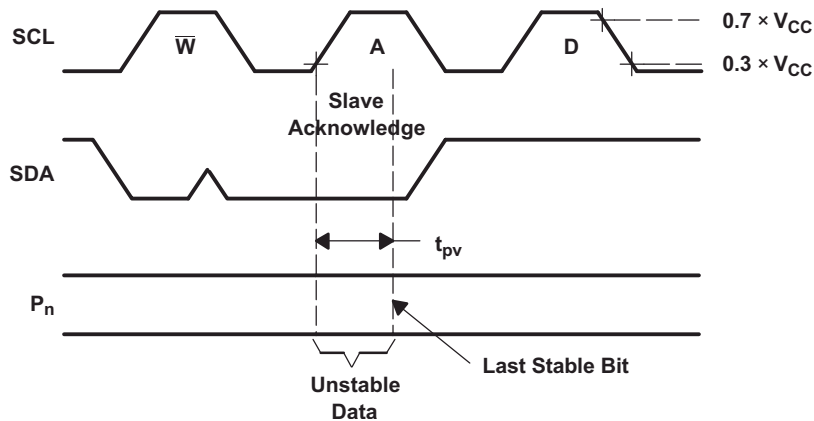 SCL
W̅
A
D
0.7 × VCC
0.3 × VCC
Slave
Acknowledge
SDA
tpv
Pn
Last Stable Bit
Unstable
Data